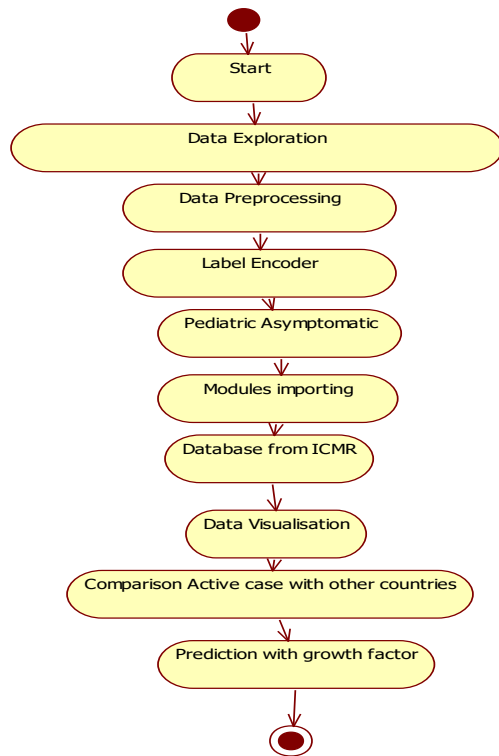 Start
Data Exploration
Data Preprocessing
Label Encoder
Pediatric Asymptomatic
Modules importing
Database from ICMR
Data Visualisation
Comparison Active case with other countries
Prediction with growth factor